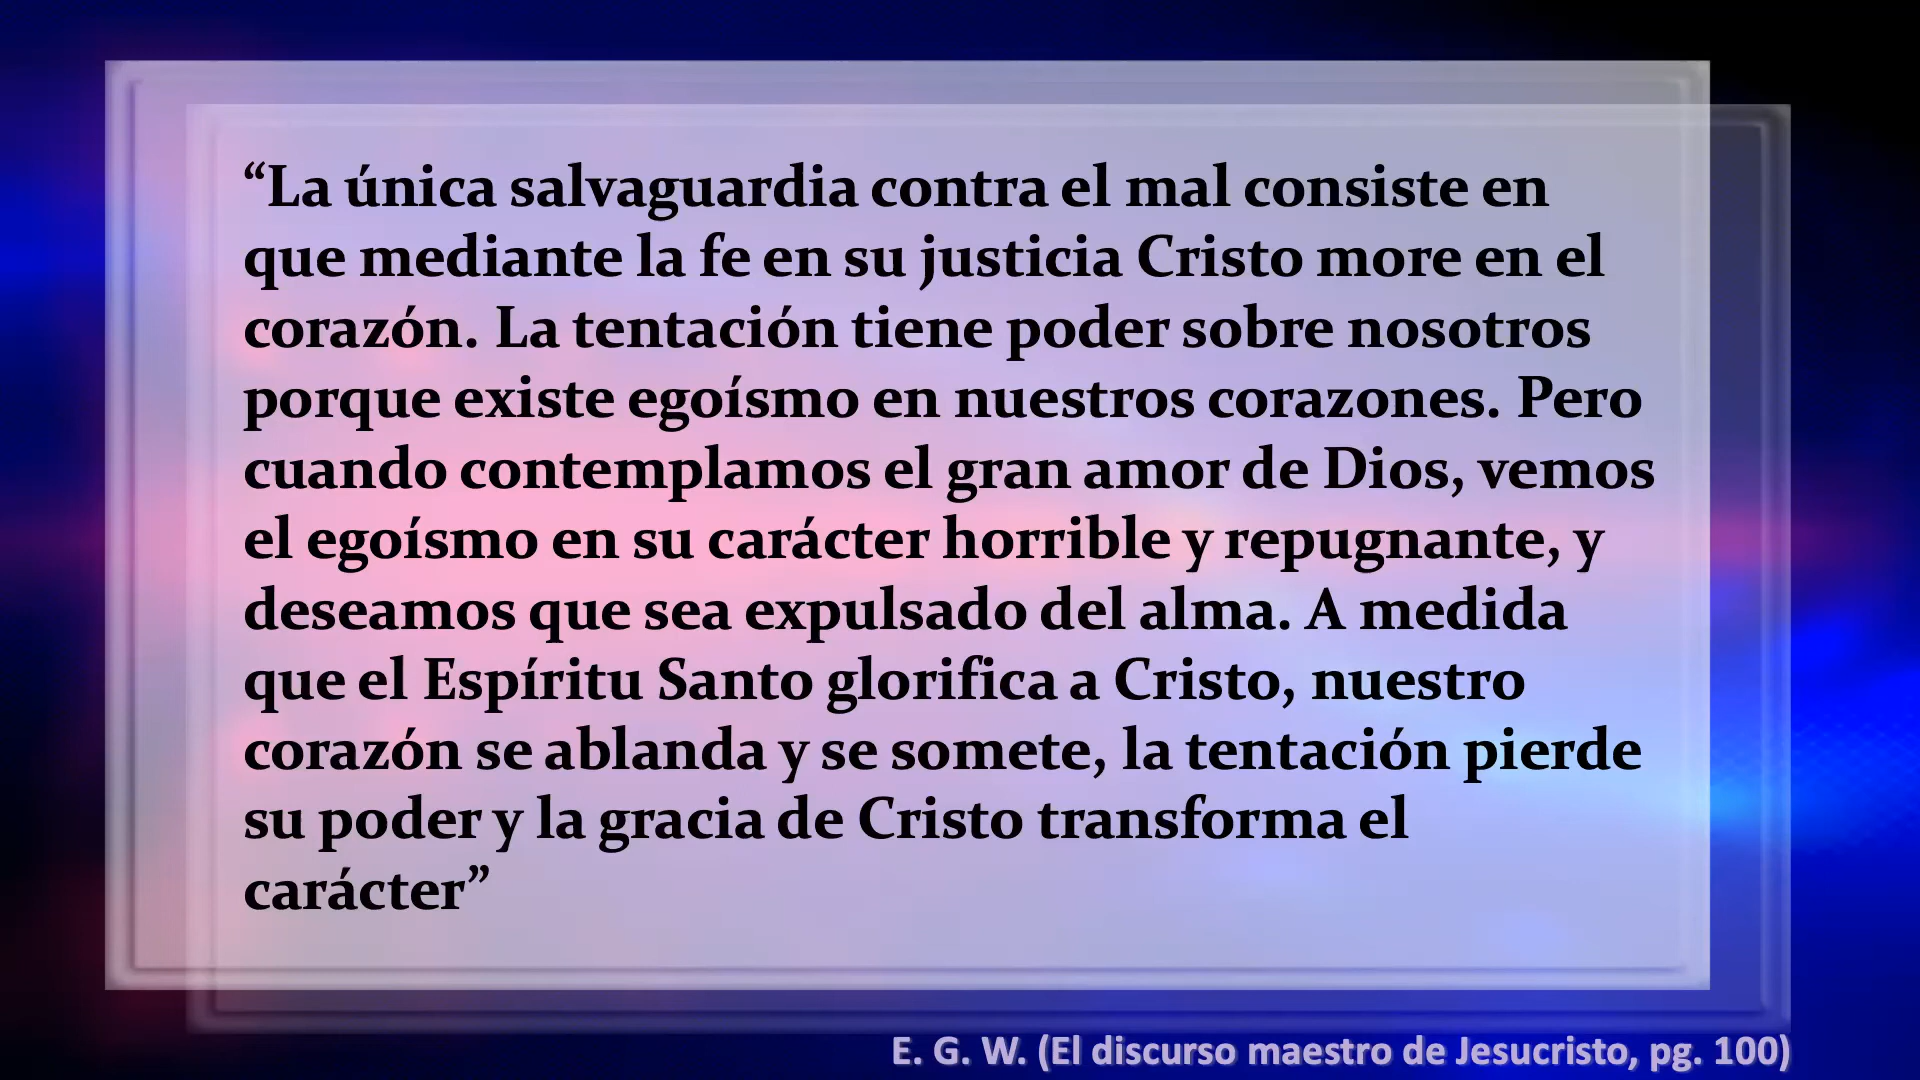 “La única salvaguardia contra el mal consiste en
que mediante la fe en su justicia Cristo more en el
corazón. La tentación tiene poder sobre nosotros
porque existe egoísmo en nuestros corazones. Pero
cuando contemplamos el gran amor de Dios, vemos
el egoísmo en su carácter horrible y repugnante, y
deseamos que sea expulsado del alma. A medida
que el Espíritu Santo glorifica a Cristo, nuestro
corazón se ablanda y se somete, la tentación pierde
su poder y la gracia de Cristo transforma el
carácter”
E. G. W. (El discurso maestro de Jesucristo, pg. 100)